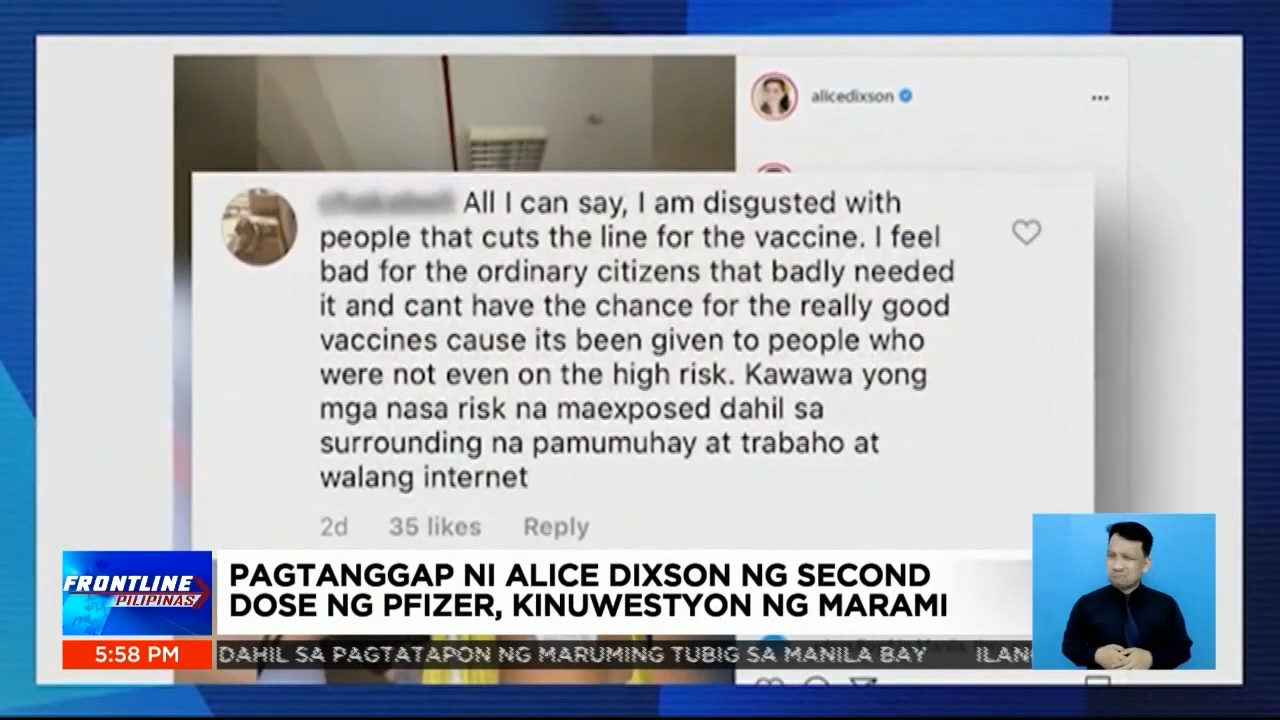 alicedixson
All I can say, I am disgusted with
people that cuts the line for the vaccine. I feel
bad for the ordinary citizens that badly needed
it and cant have the chance for the really good
vaccines cause its been given to people who
were not even on the high risk. Kawawa yong
mga nasa risk na maexposed dahil sa
surrounding na pamumuhay at trabaho at
walang internet
2d 35 likes Reply
FRONTLINE
PILIPINAS
PAGTANGGAP NI ALICE DIXSON NG SECOND
DOSE NG PFIZER, KINUWESTYON NG MARAMI
5:58 PM
DAHIL SA PAGTATAPON NG MARUMING TUBIG SA MANILA BAY